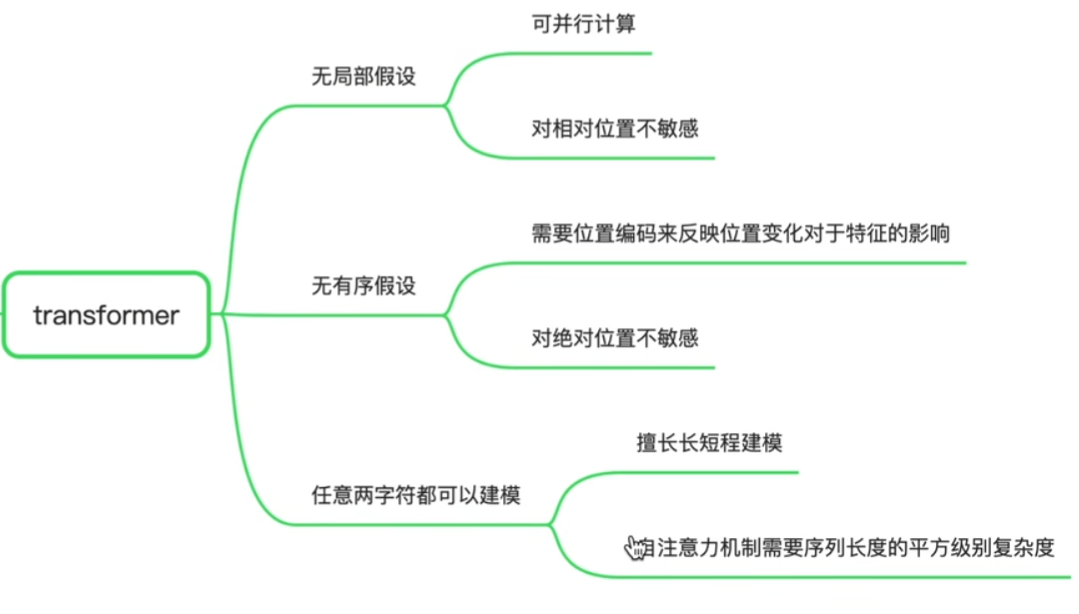 可并行计算
无局部假设
对相对位置不敏感
需要位置编码来反映位置变化对于特征的影响
无有序假设
transformer
对绝对位置不敏感
擅长长短程建模
任意两字符都可以建模
自注意力机制需要序列长度的平方级别复杂度